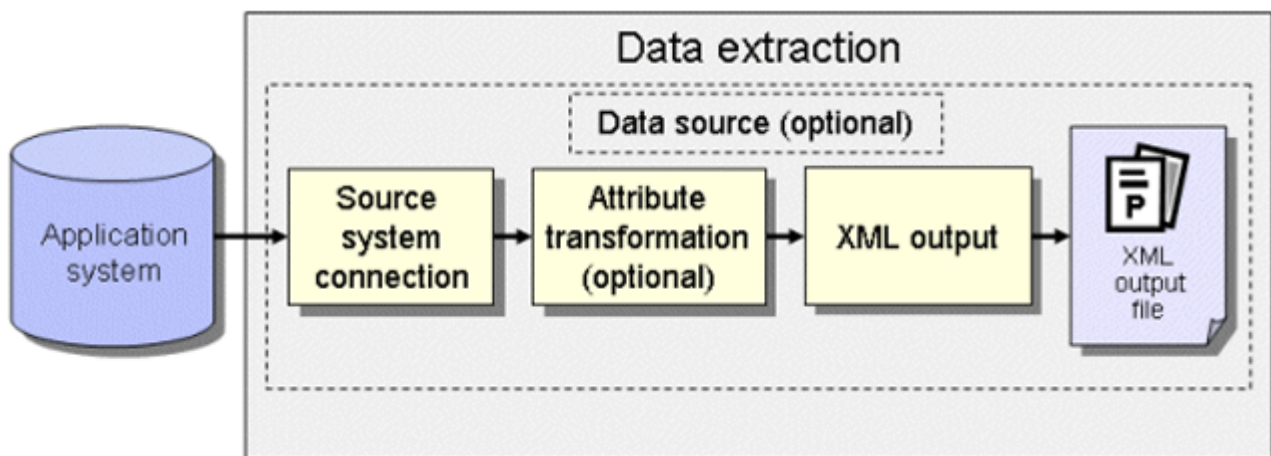 Data extraction
Data source (optional)
Application
system
Source
system
connection
Attribute
transformation
(optional)
XML output
P
XML
output
file